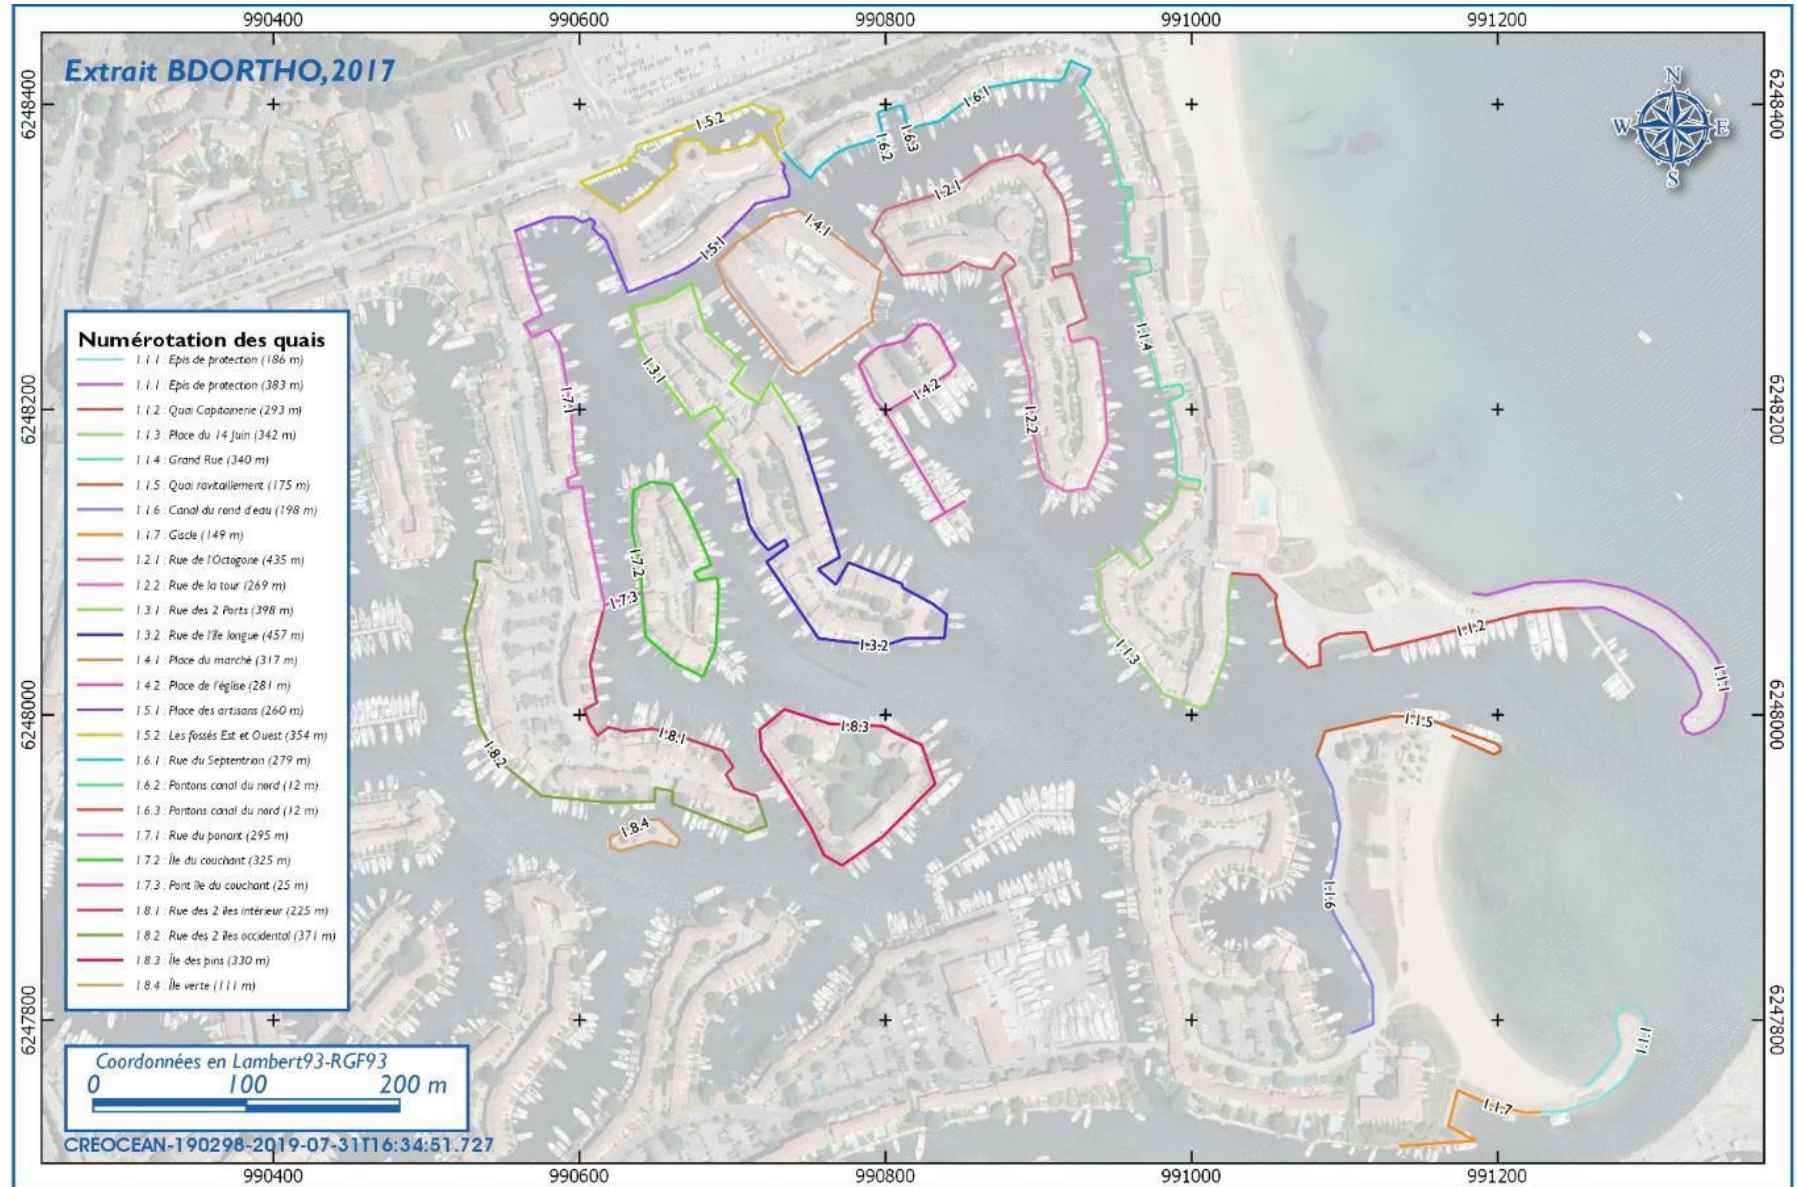 990400 990600 990800 991000 991200
Extrait BDORTHO,2017
N
W E
S
6248400
6248200
6248000
6247800
6248400
6248200
6248000
6247800
1.5.2
1.6.1
1.6.2
1.6.3
1.2.1
1.4.1
1.5.1
1.1.4
1.3.1
1.7.1
1.4.2
1.2.2
1.7.2
1.7.3
1.3.2
1.1.3
1.1.2
1.1.1
1.8.1
1.8.3
1.1.5
1.8.2
1.8.4
1.1.6
1.1.1
1.1.7
Numérotation des quais
1.1.1 : Epis de protection (186 m)
1.1.1 : Epis de protection (383 m)
1.1.2 : Quai Capitainerie (293 m)
1.1.3 : Place du 14 Juin (342 m)
1.1.4 : Grand Rue (340 m)
1.1.5 : Quai ravitaillement (175 m)
1.1.6 : Canal du rond d'eau (198 m)
1.1.7 : Giscle (149 m)
1.2.1 : Rue de l'Octogone (435 m)
1.2.2 : Rue de la tour (269 m)
1.3.1 : Rue des 2 Ports (398 m)
1.3.2 : Rue de l'île longue (457 m)
1.4.1 : Place du marché (317 m)
1.4.2 : Place de l'église (281 m)
1.5.1 : Place des artisans (260 m)
1.5.2 : Les fossés Est et Ouest (354 m)
1.6.1 : Rue du Septentrion (279 m)
1.6.2 : Pontons canal du nord (12 m)
1.6.3 : Pontons canal du nord (12 m)
1.7.1 : Rue du ponant (295 m)
1.7.2 : Île du couchant (325 m)
1.7.3 : Pont île du couchant (25 m)
1.8.1 : Rue des 2 îles intérieur (225 m)
1.8.2 : Rue des 2 îles occidental (371 m)
1.8.3 : Île des pins (330 m)
1.8.4 : Île verte (111 m)
Coordonnées en Lambert93-RGF93
0 100 200 m
CREOCEAN-190298-2019-07-31T16:34:51.727
990400 990600 990800 991000 991200